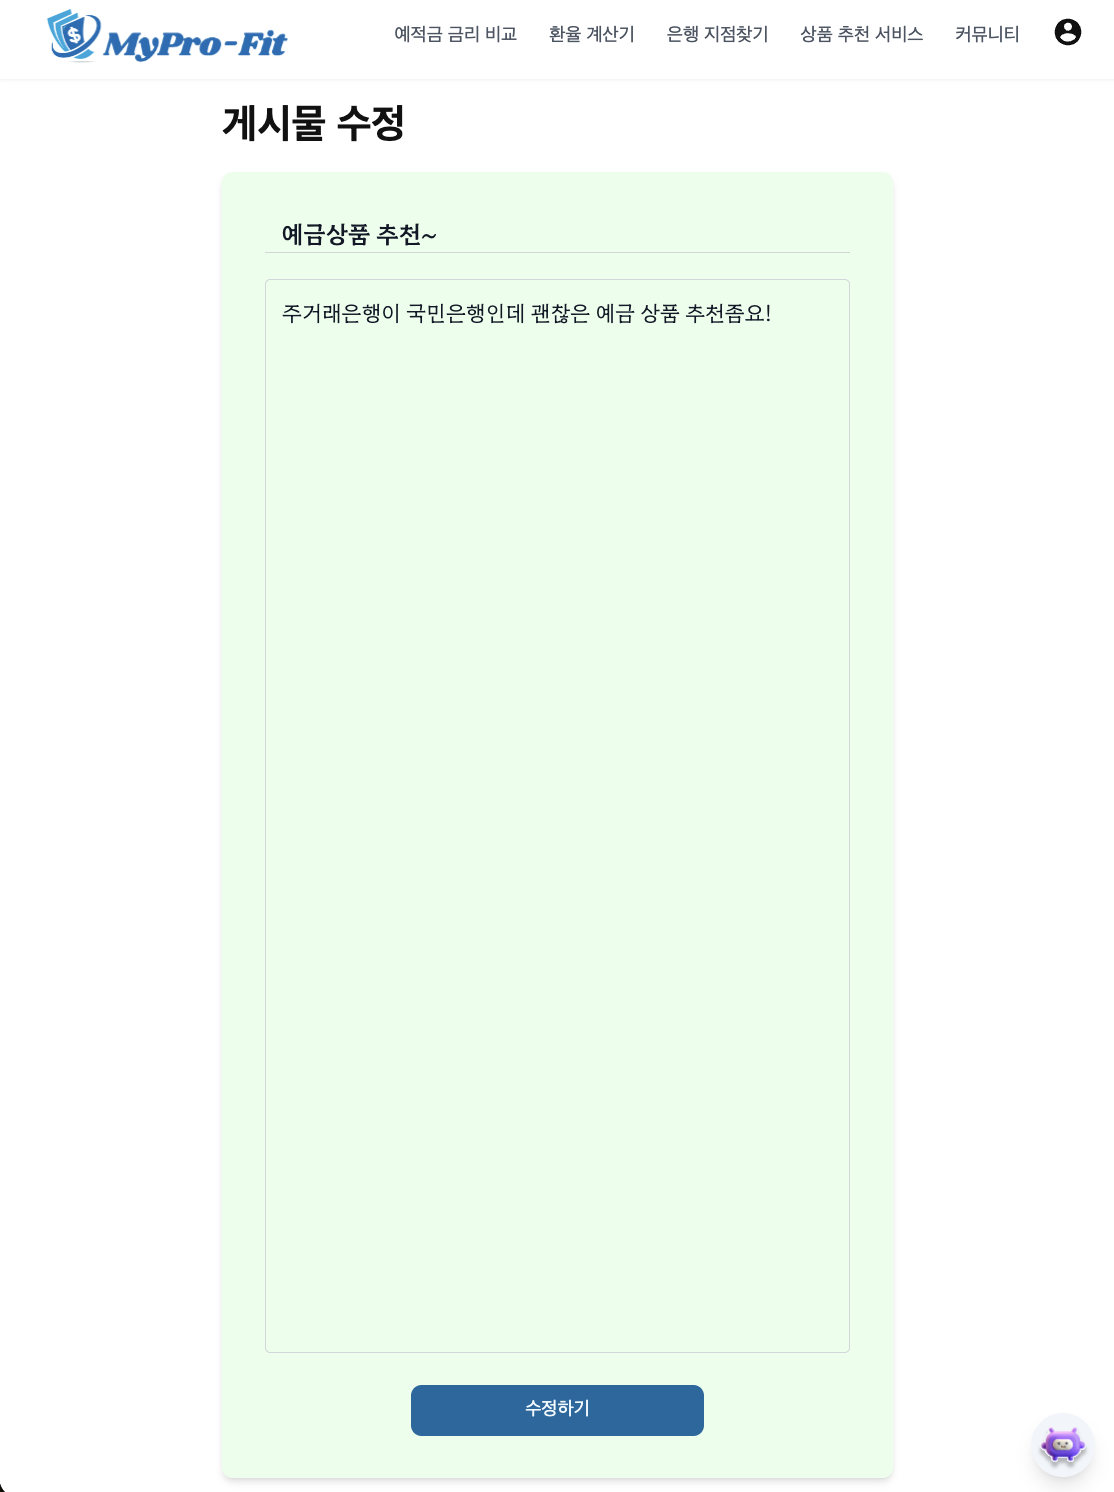 MyPro-Fit
예적금 금리 비교 환율 계산기 은행 지점찾기 상품 추천 서비스 커뮤니티
게시물 수정
예금상품 추천~
주거래은행이 국민은행인데 괜찮은 예금 상품 추천좀요!
수정하기